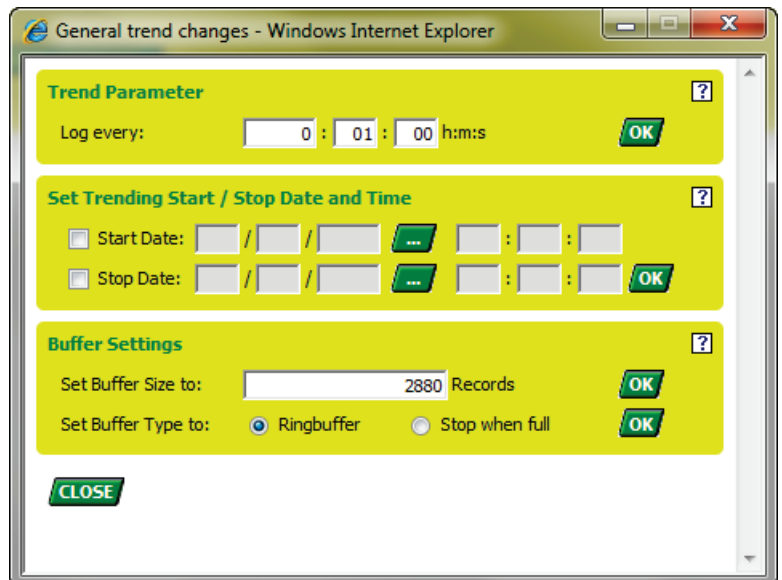 General trend changes - Windows Internet Explorer
Trend Parameter ?
Log every: 0 : 01 : 00 h:m:s OK
Set Trending Start / Stop Date and Time ?
Start Date: / / ... : :
Stop Date: / / ... : : OK
Buffer Settings ?
Set Buffer Size to: 2880 Records OK
Set Buffer Type to: Ringbuffer Stop when full OK
CLOSE